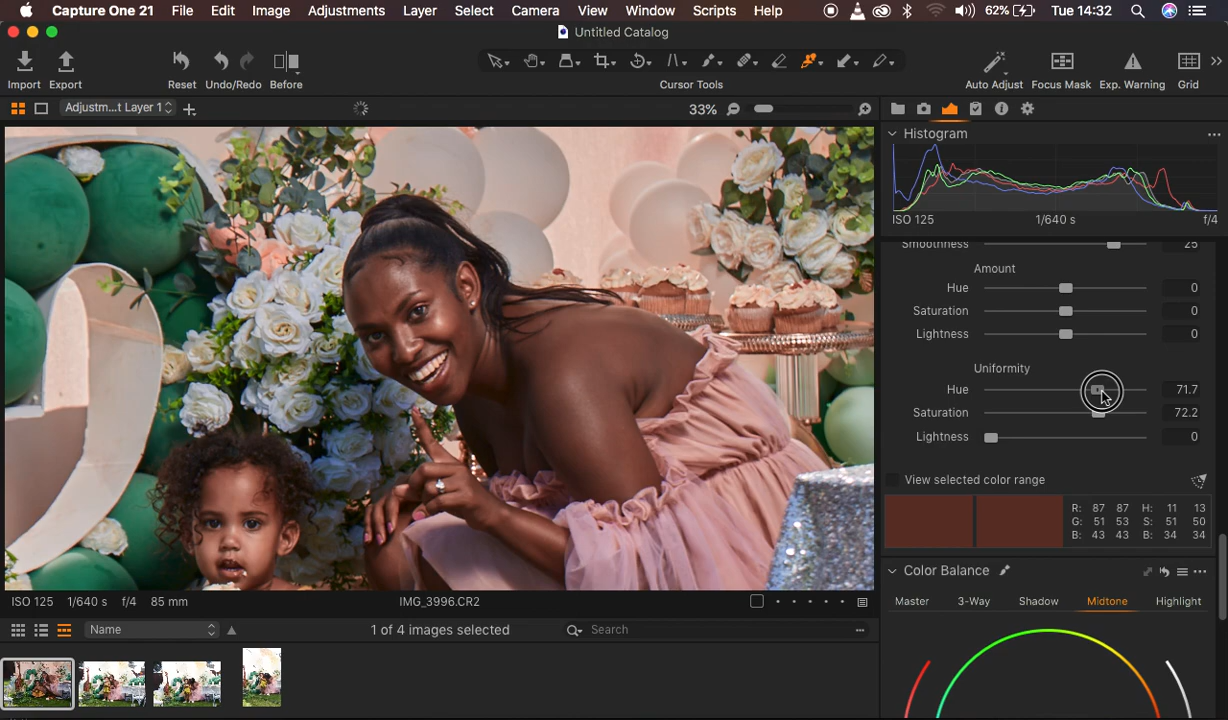 Capture One 21 File Edit Image Adjustments Layer Select Camera View Window Scripts Help 62% Tue 14:32
Untitled Catalog
Import Export Reset Undo/Redo Before Cursor Tools Auto Adjust Focus Mask Exp. Warning Grid
Adjustm...t Layer 1 33%
Histogram
ISO 125 1/640 s f/4
Smoothness 25
Amount
Hue 0
Saturation 0
Lightness 0
Uniformity
Hue 71.7
Saturation 72.2
Lightness 0
View selected color range
R: 87 87 H: 11 13
G: 51 53 S: 51 50
B: 43 43 B: 34 34
Color Balance
Master 3-Way Shadow Midtone Highlight
ISO 125 1/640 s f/4 85 mm IMG_3996.CR2
Name 1 of 4 images selected Search